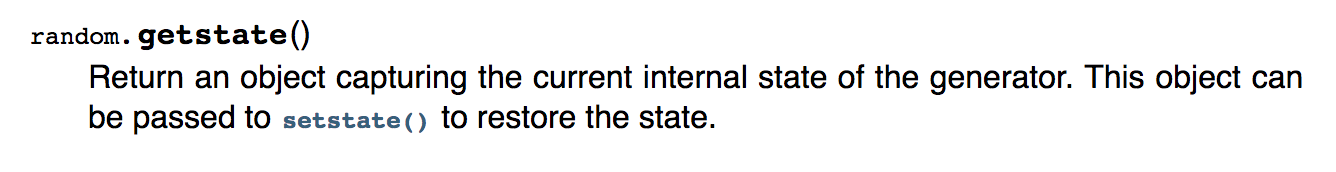 random.getstate()
Return an object capturing the current internal state of the generator. This object can
be passed to setstate() to restore the state.